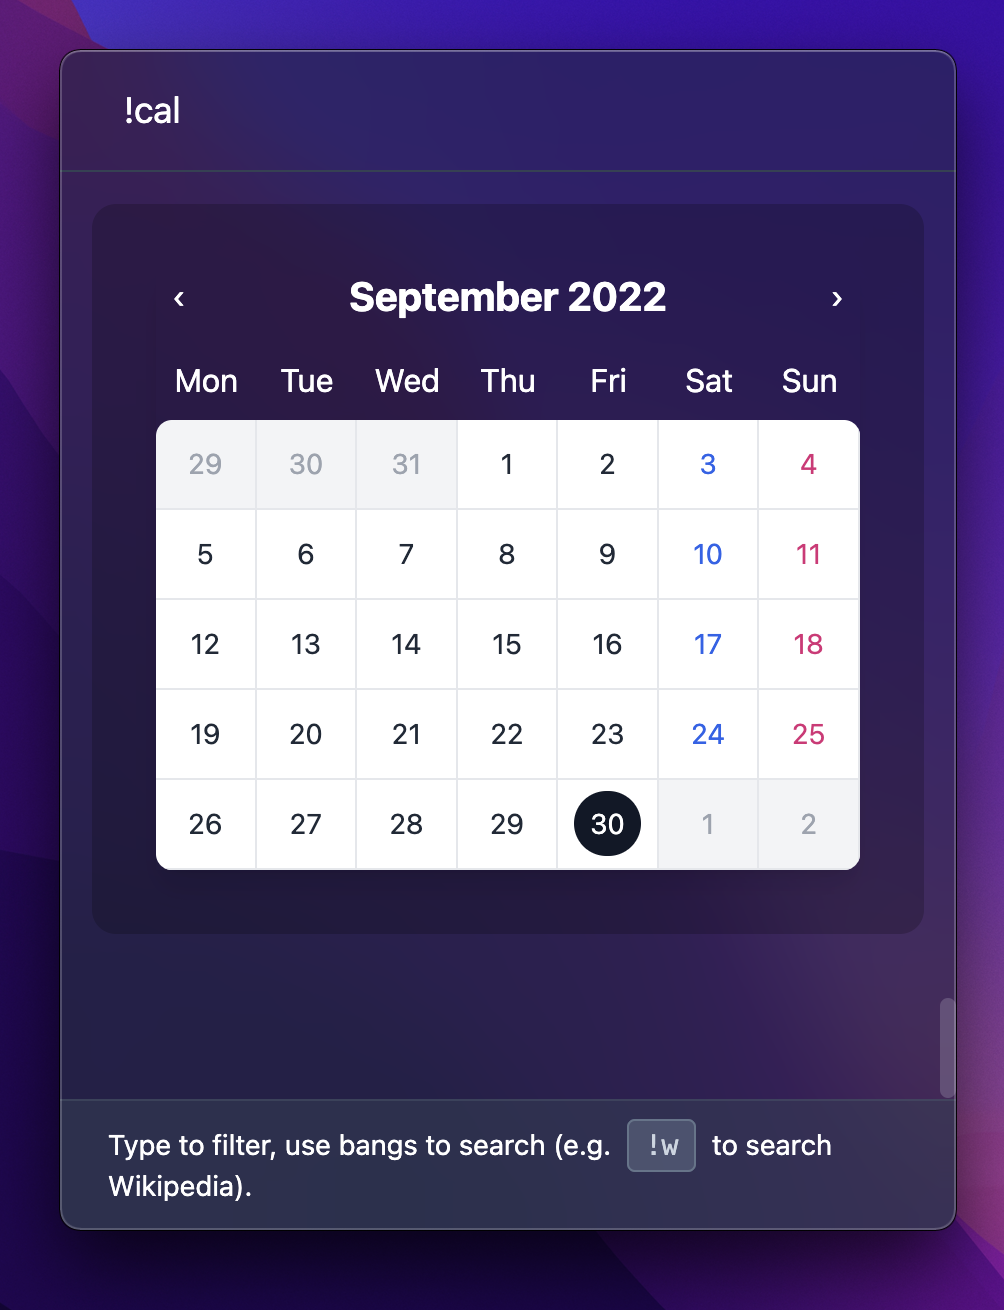 !cal
‹ September 2022 ›
Mon Tue Wed Thu Fri Sat Sun
29 30 31 1 2 3 4
5 6 7 8 9 10 11
12 13 14 15 16 17 18
19 20 21 22 23 24 25
26 27 28 29 30 1 2
Type to filter, use bangs to search (e.g. !w to search
Wikipedia).